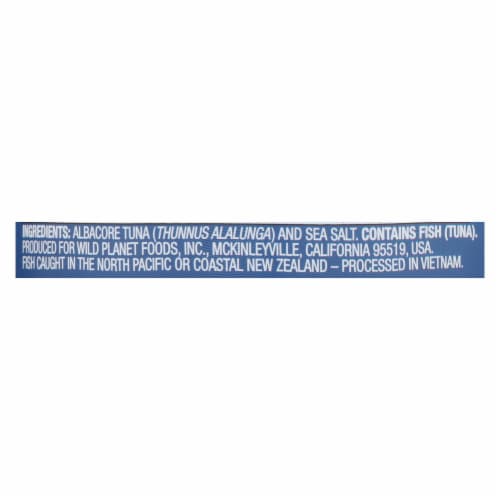 INGREDIENTS: ALBACORE TUNA (THUNNUS ALALUNGA) AND SEA SALT. CONTAINS FISH (TUNA).
PRODUCED FOR WILD PLANET FOODS, INC., MCKINLEYVILLE, CALIFORNIA 95519, USA.
FISH CAUGHT IN THE NORTH PACIFIC OR COASTAL NEW ZEALAND – PROCESSED IN VIETNAM.